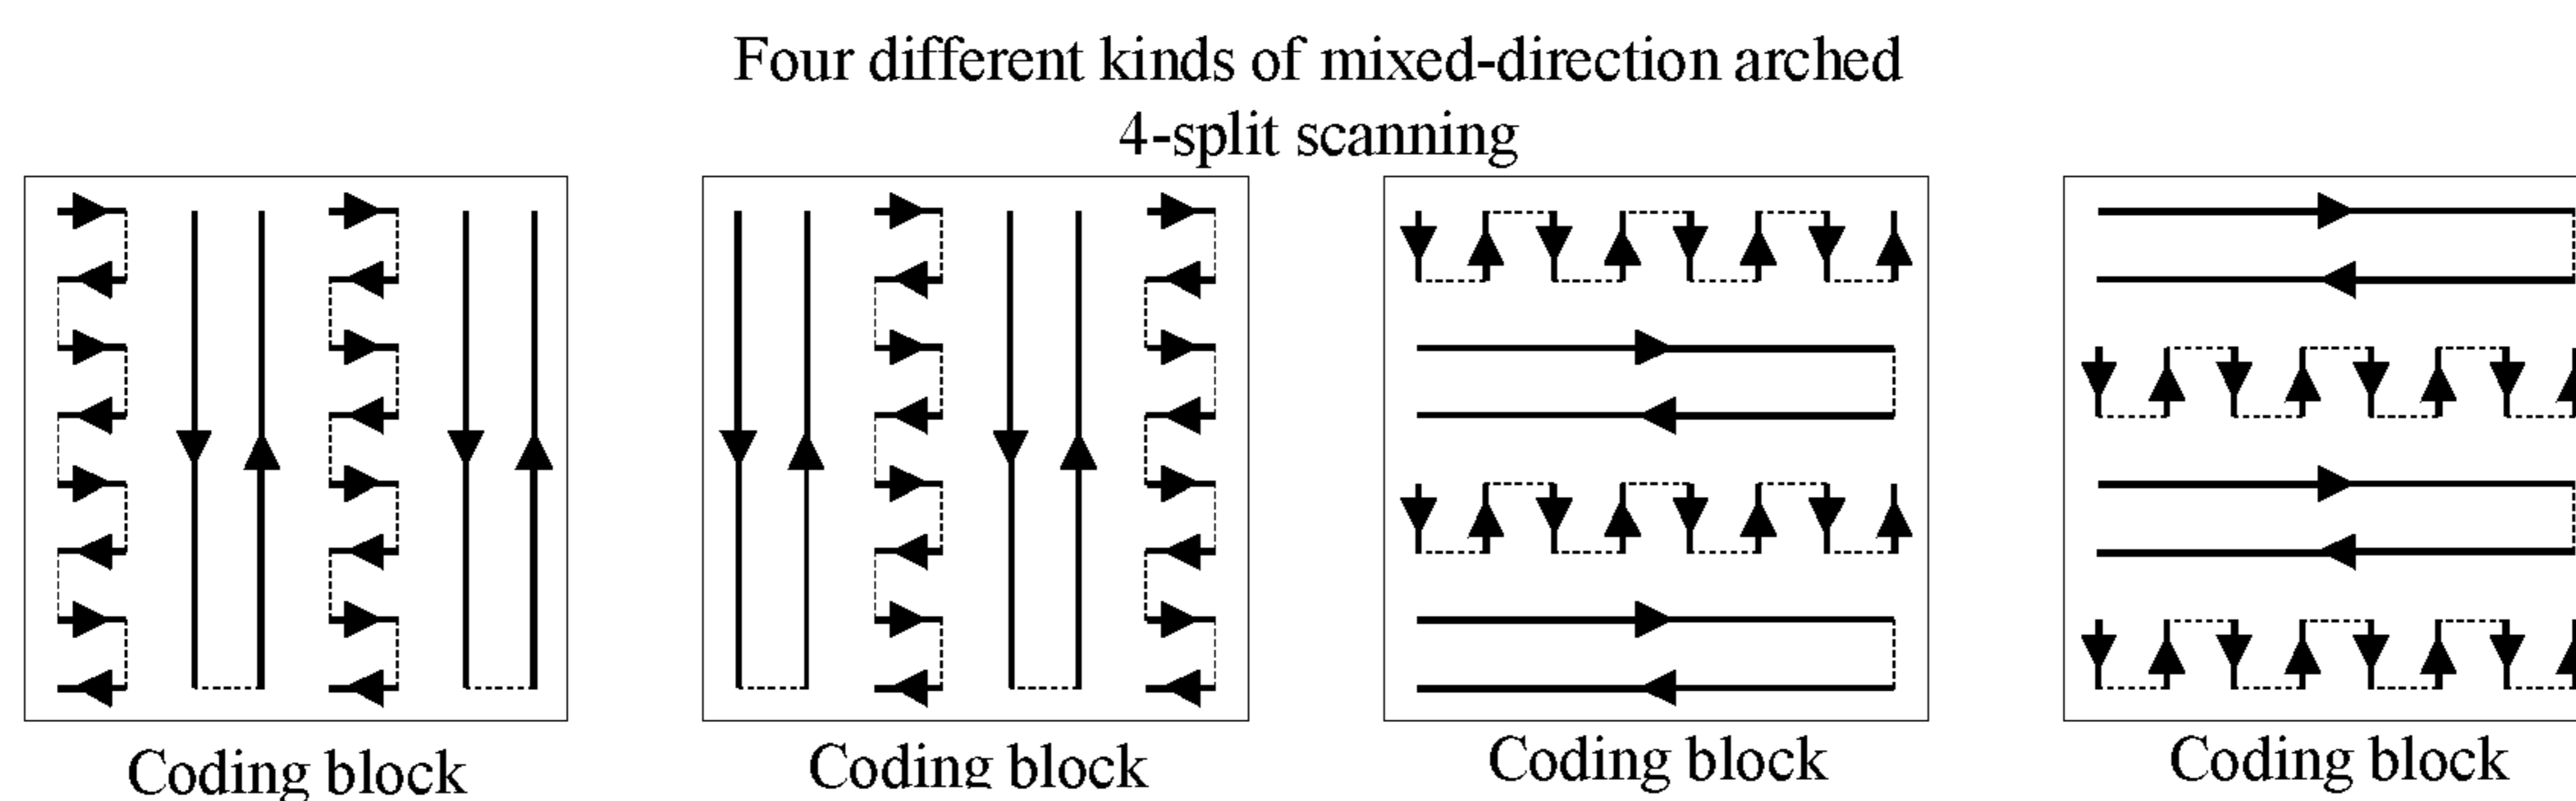 Four different kinds of mixed-direction arched
4-split scanning
Coding block
Coding block
Coding block
Coding block